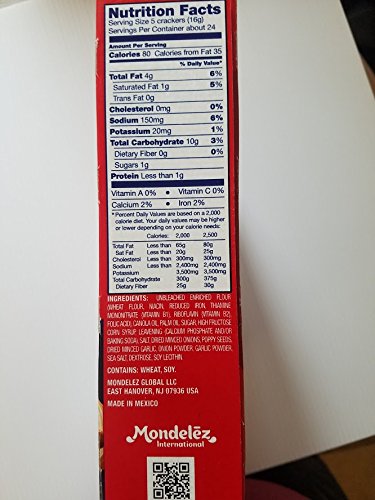 Nutrition Facts
Serving Size 5 crackers (16g)
Servings Per Container about 24
Amount Per Serving
Calories 80 Calories from Fat 35
% Daily Value*
Total Fat 4g 6%
Saturated Fat 1g 5%
Trans Fat 0g
Cholesterol 0mg 0%
Sodium 150mg 6%
Potassium 20mg 1%
Total Carbohydrate 10g 3%
Dietary Fiber 0g 0%
Sugars 1g
Protein Less than 1g
Vitamin A 0% • Vitamin C 0%
Calcium 2% • Iron 2%
* Percent Daily Values are based on a 2,000
calorie diet. Your daily values may be higher
or lower depending on your calorie needs:
Calories: 2,000 2,500
Total Fat Less than 65g 80g
Sat Fat Less than 20g 25g
Cholesterol Less than 300mg 300mg
Sodium Less than 2,400mg 2,400mg
Potassium 3,500mg 3,500mg
Total Carbohydrate 300g 375g
Dietary Fiber 25g 30g
INGREDIENTS: UNBLEACHED ENRICHED FLOUR
(WHEAT FLOUR, NIACIN, REDUCED IRON, THIAMINE
MONONITRATE {VITAMIN B1}, RIBOFLAVIN {VITAMIN B2},
FOLIC ACID), CANOLA OIL, PALM OIL, SUGAR, HIGH FRUCTOSE
CORN SYRUP, LEAVENING (CALCIUM PHOSPHATE AND/OR
BAKING SODA), SALT, DRIED MINCED ONIONS, POPPY SEEDS,
DRIED MINCED GARLIC, ONION POWDER, GARLIC POWDER,
SEA SALT, DEXTROSE, SOY LECITHIN.
CONTAINS: WHEAT, SOY.
MONDELĒZ GLOBAL LLC
EAST HANOVER, NJ 07936 USA
MADE IN MEXICO
Mondelēz
International